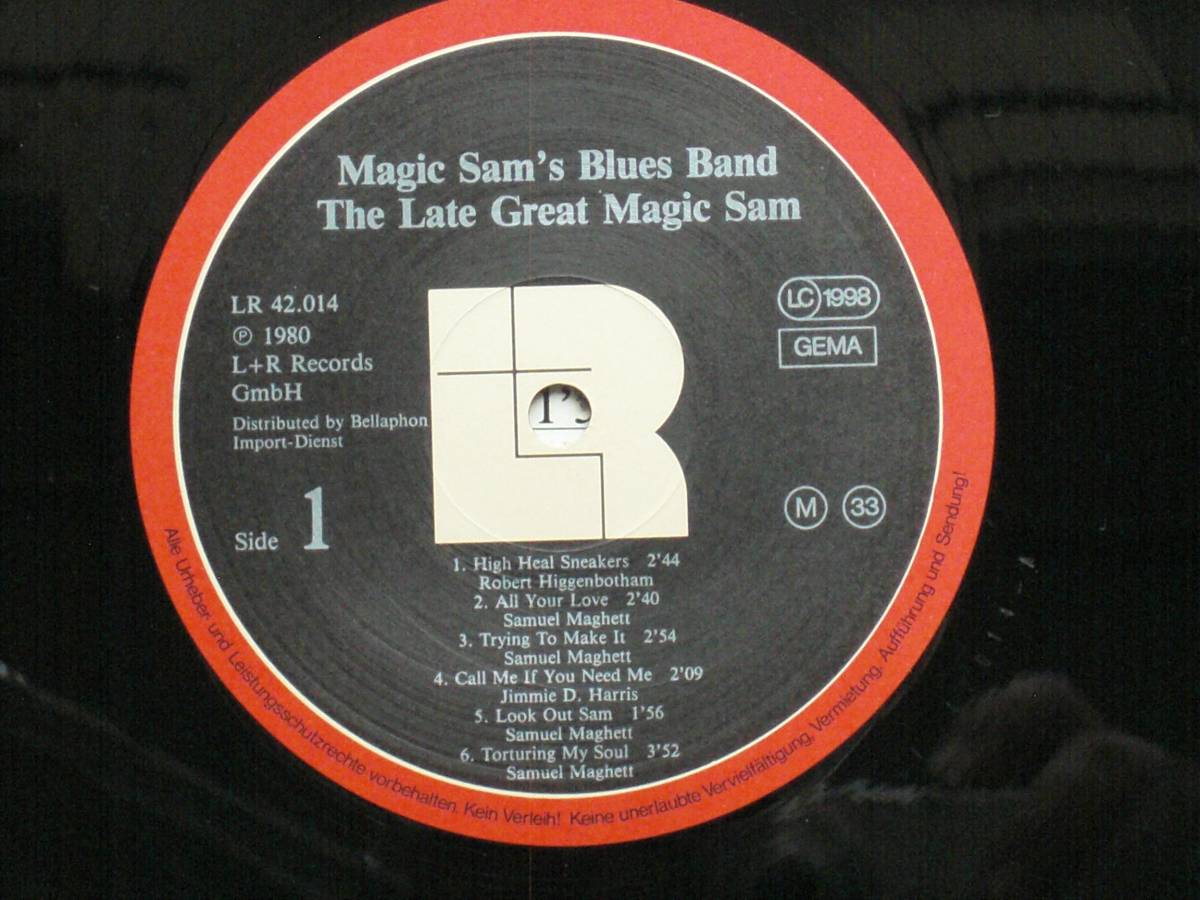 Magic Sam's Blues Band
The Late Great Magic Sam
LR 42.014
Ⓟ 1980
L+R Records
GmbH
Distributed by Bellaphon
Import-Dienst
LC 1998
GEMA
LR
1'
M 33
Side 1
1. High Heal Sneakers 2'44
Robert Higgenbotham
2. All Your Love 2'40
Samuel Maghett
3. Trying To Make It 2'54
Samuel Maghett
4. Call Me If You Need Me 2'09
Jimmie D. Harris
5. Look Out Sam 1'56
Samuel Maghett
6. Torturing My Soul 3'52
Samuel Maghett
Alle Urheber- und Leistungsschutzrechte vorbehalten. Kein Verleih! Keine unerlaubte Vervielfältigung, Vermietung, Aufführung und Sendung!